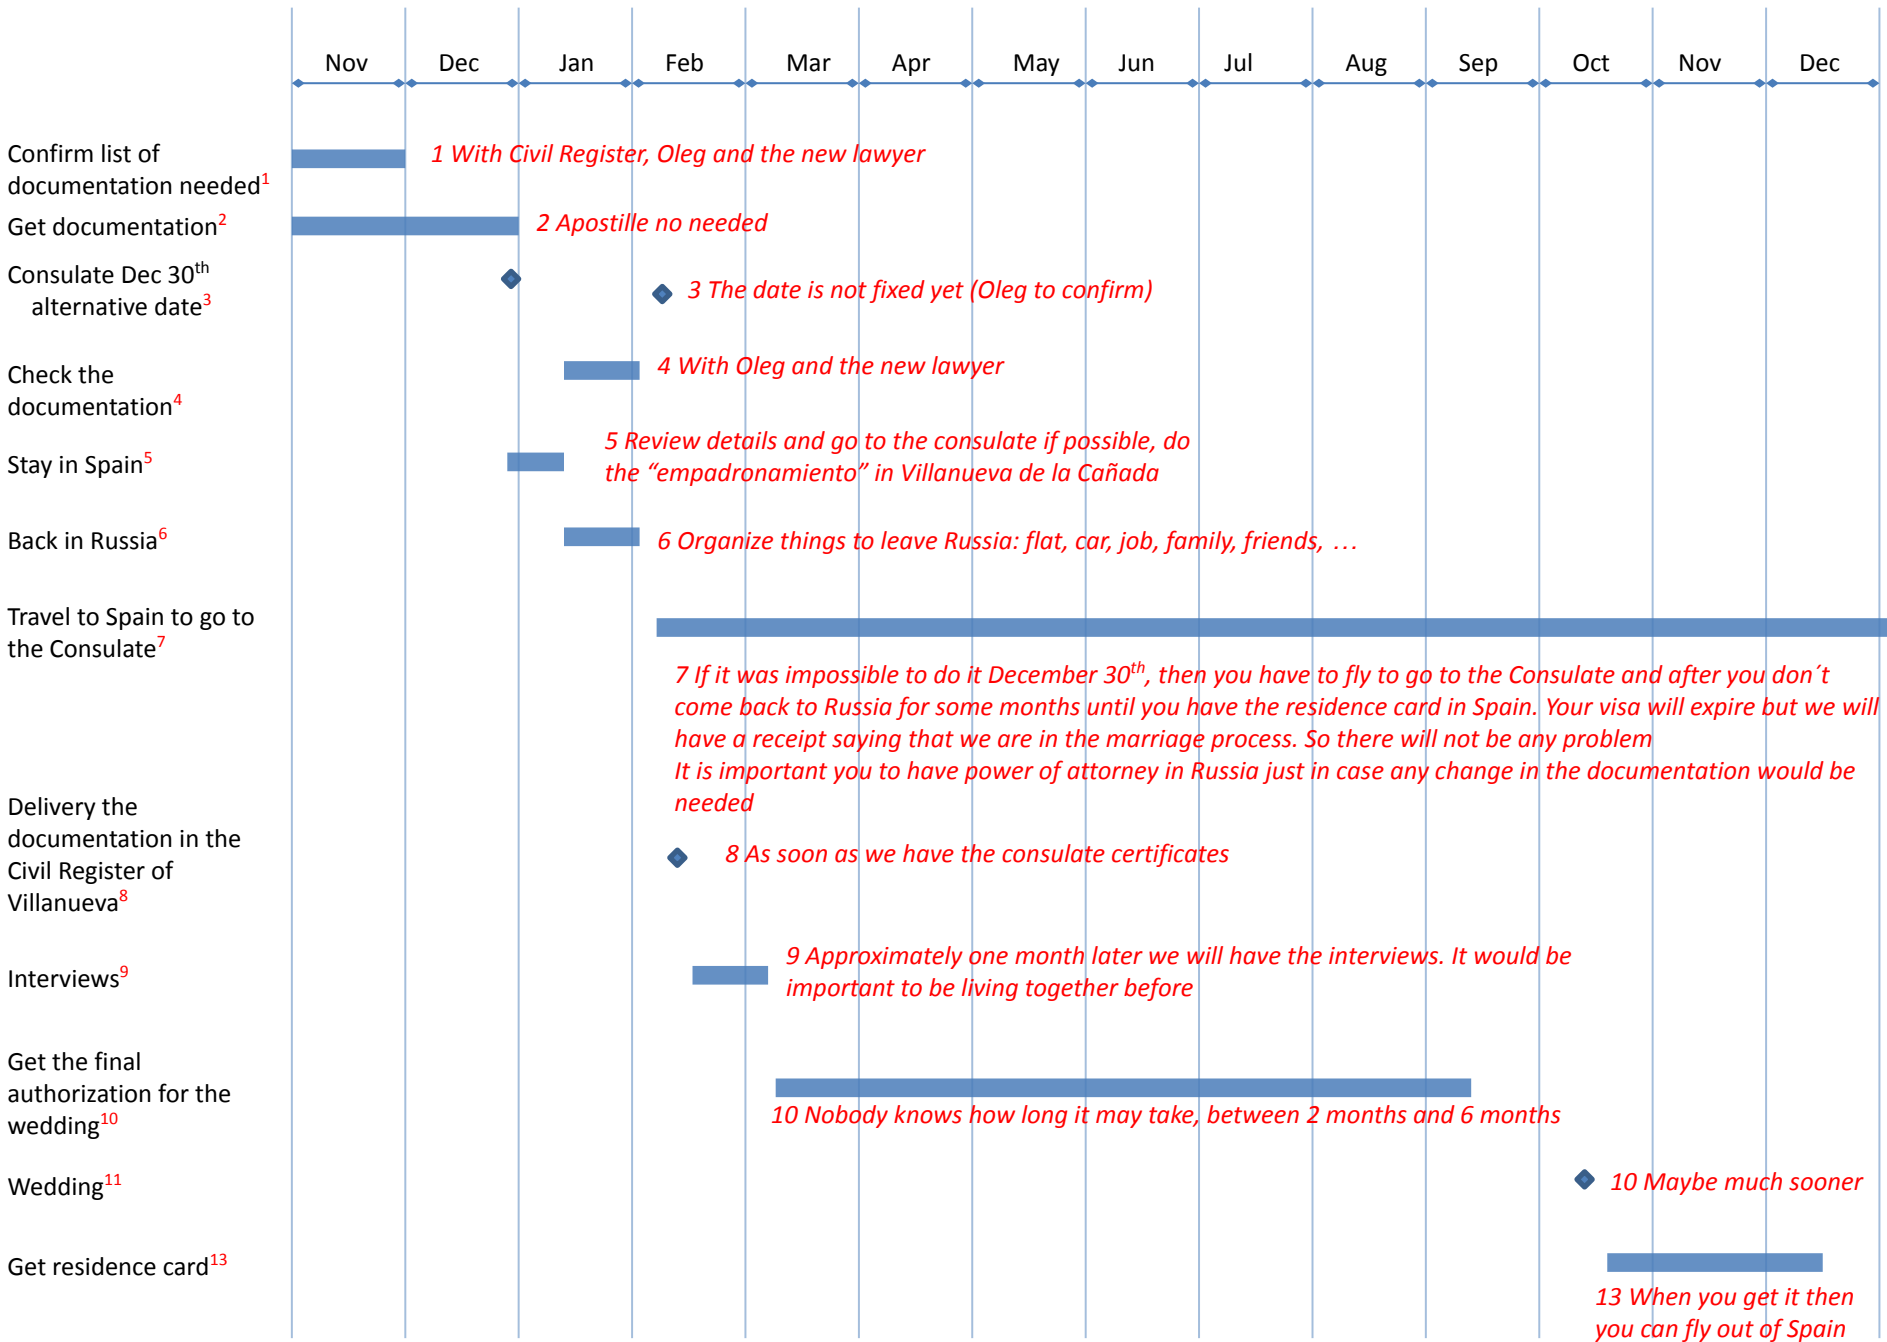 Nov Dec Jan Feb Mar Apr May Jun Jul Aug Sep Oct Nov Dec
Confirm list of
documentation needed1
1 With Civil Register, Oleg and the new lawyer
Get documentation2
2 Apostille no needed
Consulate Dec 30th
alternative date3
3 The date is not fixed yet (Oleg to confirm)
Check the
documentation4
4 With Oleg and the new lawyer
Stay in Spain5
5 Review details and go to the consulate if possible, do
the “empadronamiento” in Villanueva de la Cañada
Back in Russia6
6 Organize things to leave Russia: flat, car, job, family, friends, …
Travel to Spain to go to
the Consulate7
7 If it was impossible to do it December 30th, then you have to fly to go to the Consulate and after you don´t
come back to Russia for some months until you have the residence card in Spain. Your visa will expire but we will
have a receipt saying that we are in the marriage process. So there will not be any problem
It is important you to have power of attorney in Russia just in case any change in the documentation would be
needed
Delivery the
documentation in the
Civil Register of
Villanueva8
8 As soon as we have the consulate certificates
Interviews9
9 Approximately one month later we will have the interviews. It would be
important to be living together before
Get the final
authorization for the
wedding10
10 Nobody knows how long it may take, between 2 months and 6 months
Wedding11
10 Maybe much sooner
Get residence card13
13 When you get it then
you can fly out of Spain